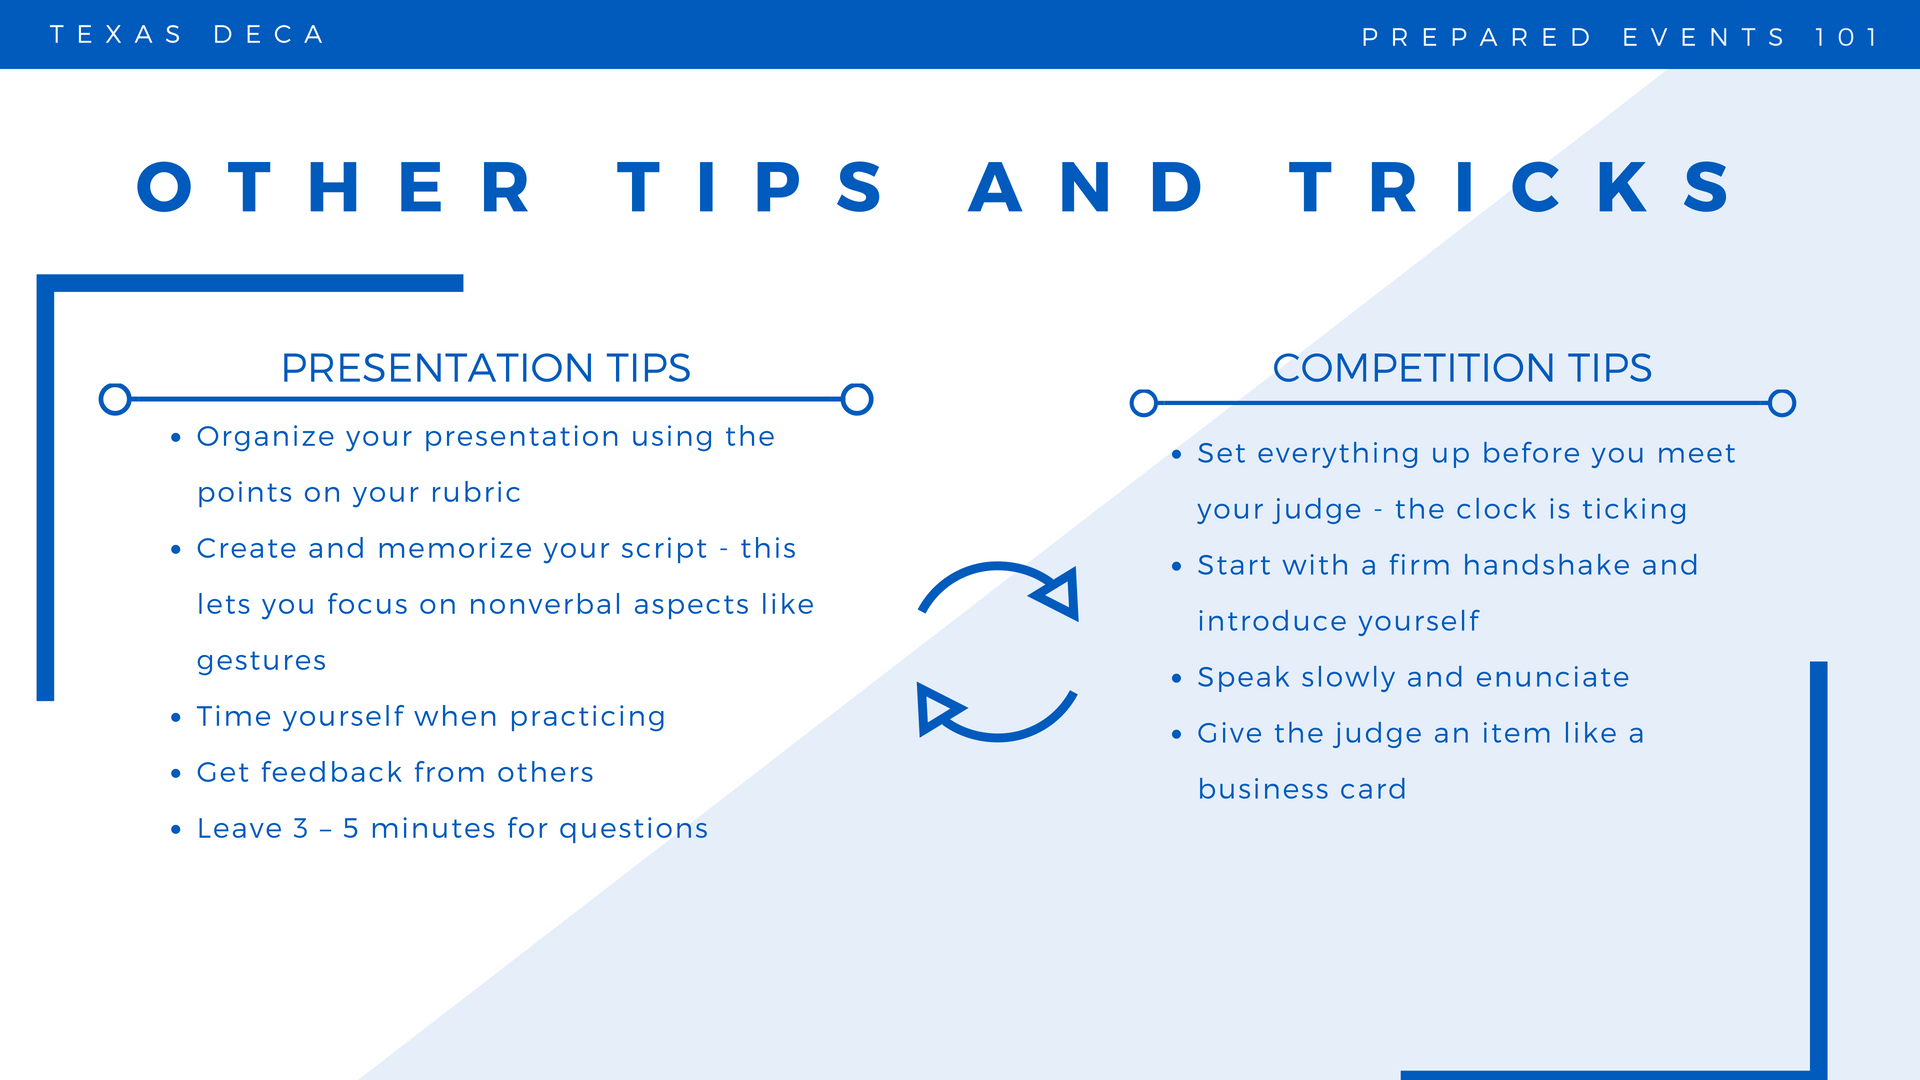 TEXAS DECA
PREPARED EVENTS 101
OTHER TIPS AND TRICKS
PRESENTATION TIPS
• Organize your presentation using the
points on your rubric
• Create and memorize your script - this
lets you focus on nonverbal aspects like
gestures
• Time yourself when practicing
• Get feedback from others
• Leave 3 – 5 minutes for questions
COMPETITION TIPS
• Set everything up before you meet
your judge - the clock is ticking
• Start with a firm handshake and
introduce yourself
• Speak slowly and enunciate
• Give the judge an item like a
business card